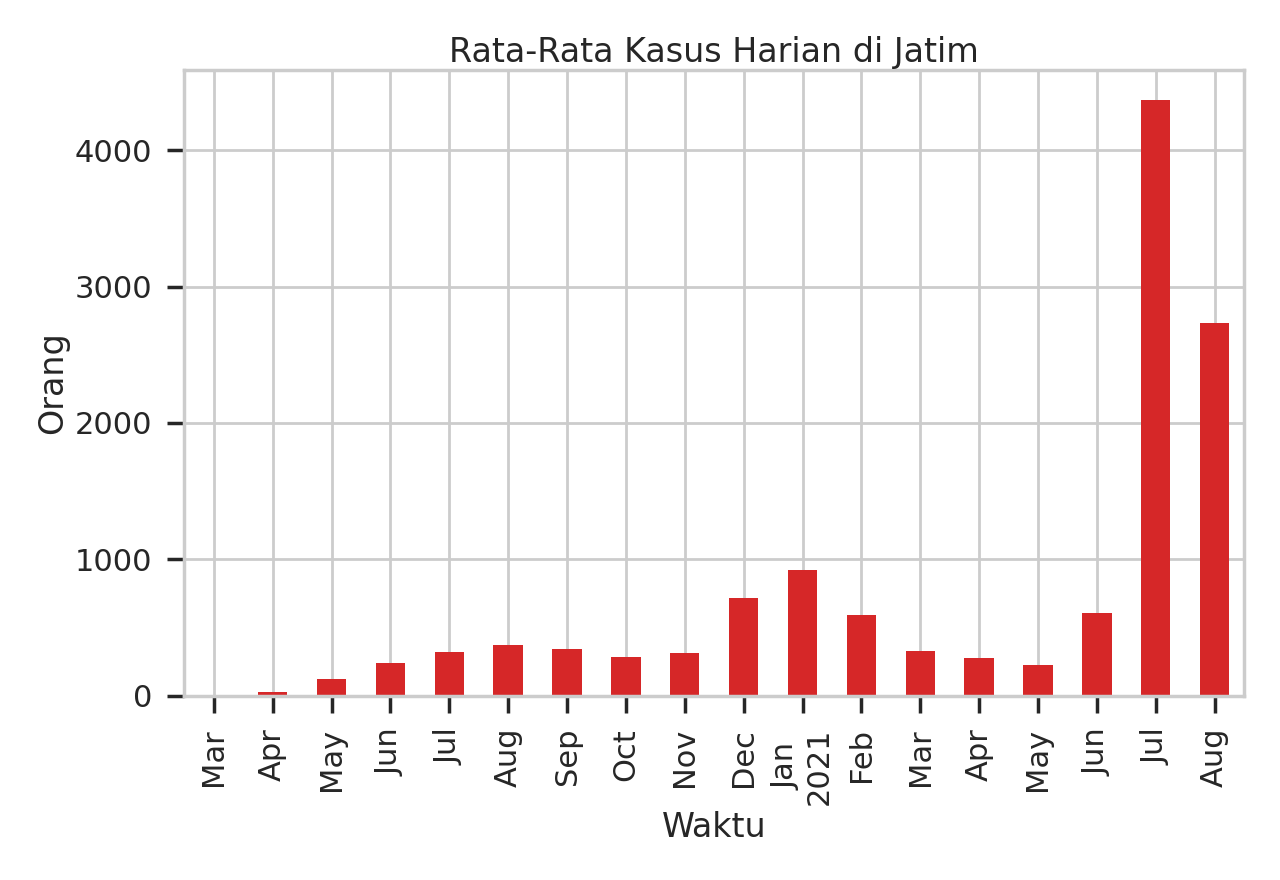 Rata-Rata Kasus Harian di Jatim
4000
3000
2000
1000
0
Orang
Mar
Apr
May
Jun
Jul
Aug
Sep
Oct
Nov
Dec
Jan
2021
Feb
Mar
Apr
May
Jun
Jul
Aug
Waktu